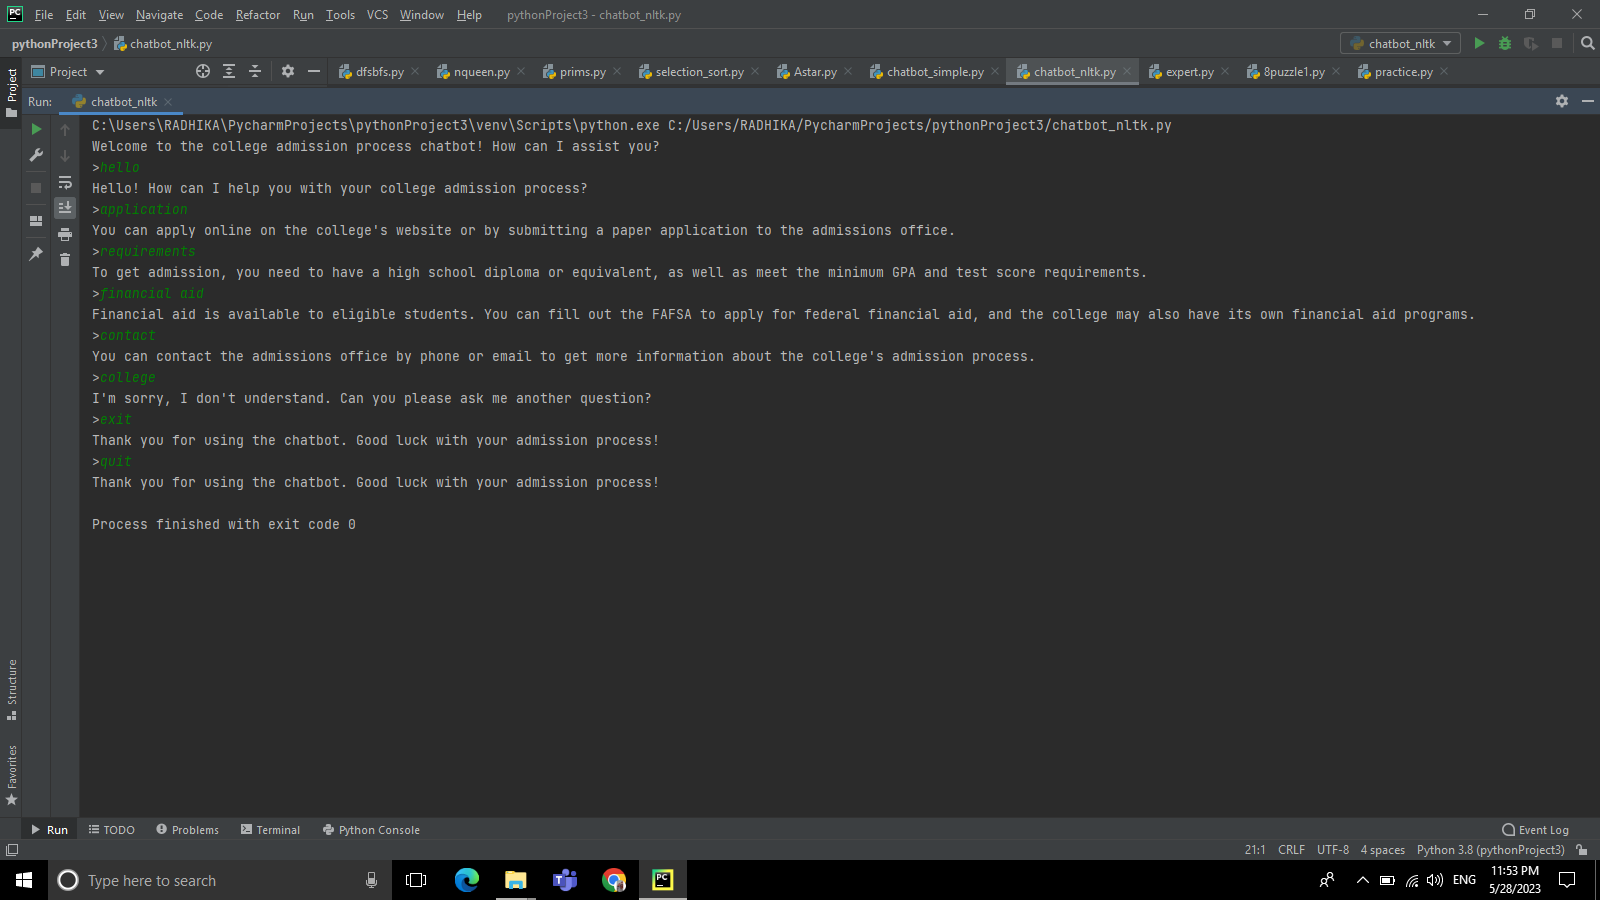 PC File Edit View Navigate Code Refactor Run Tools VCS Window Help pythonProject3 - chatbot_nltk.py
pythonProject3 chatbot_nltk.py chatbot_nltk
Project dfsbfs.py nqueen.py prims.py selection_sort.py Astar.py chatbot_simple.py chatbot_nltk.py expert.py 8puzzle1.py practice.py
Project
Run: chatbot_nltk
C:\Users\RADHIKA\PycharmProjects\pythonProject3\venv\Scripts\python.exe C:/Users/RADHIKA/PycharmProjects/pythonProject3/chatbot_nltk.py
Welcome to the college admission process chatbot! How can I assist you?
>hello
Hello! How can I help you with your college admission process?
>application
You can apply online on the college's website or by submitting a paper application to the admissions office.
>requirements
To get admission, you need to have a high school diploma or equivalent, as well as meet the minimum GPA and test score requirements.
>financial aid
Financial aid is available to eligible students. You can fill out the FAFSA to apply for federal financial aid, and the college may also have its own financial aid programs.
>contact
You can contact the admissions office by phone or email to get more information about the college's admission process.
>college
I'm sorry, I don't understand. Can you please ask me another question?
>exit
Thank you for using the chatbot. Good luck with your admission process!
>quit
Thank you for using the chatbot. Good luck with your admission process!
Process finished with exit code 0
Structure
Favorites
Run TODO Problems Terminal Python Console Event Log
21:1 CRLF UTF-8 4 spaces Python 3.8 (pythonProject3)
Type here to search PC ENG 11:53 PM
5/28/2023